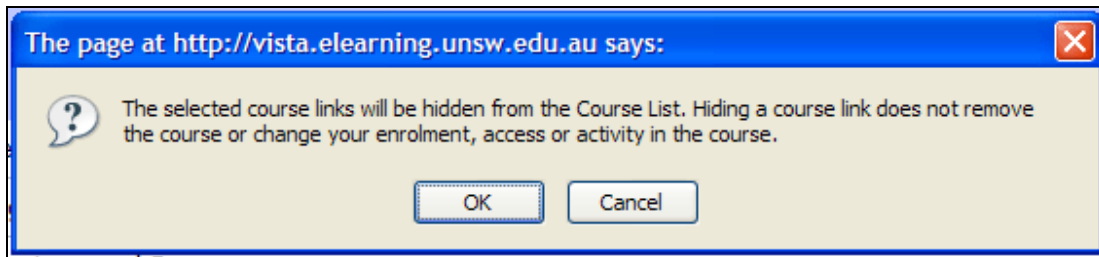 The page at http://vista.elearning.unsw.edu.au says:
The selected course links will be hidden from the Course List. Hiding a course link does not remove
the course or change your enrolment, access or activity in the course.
OK
Cancel